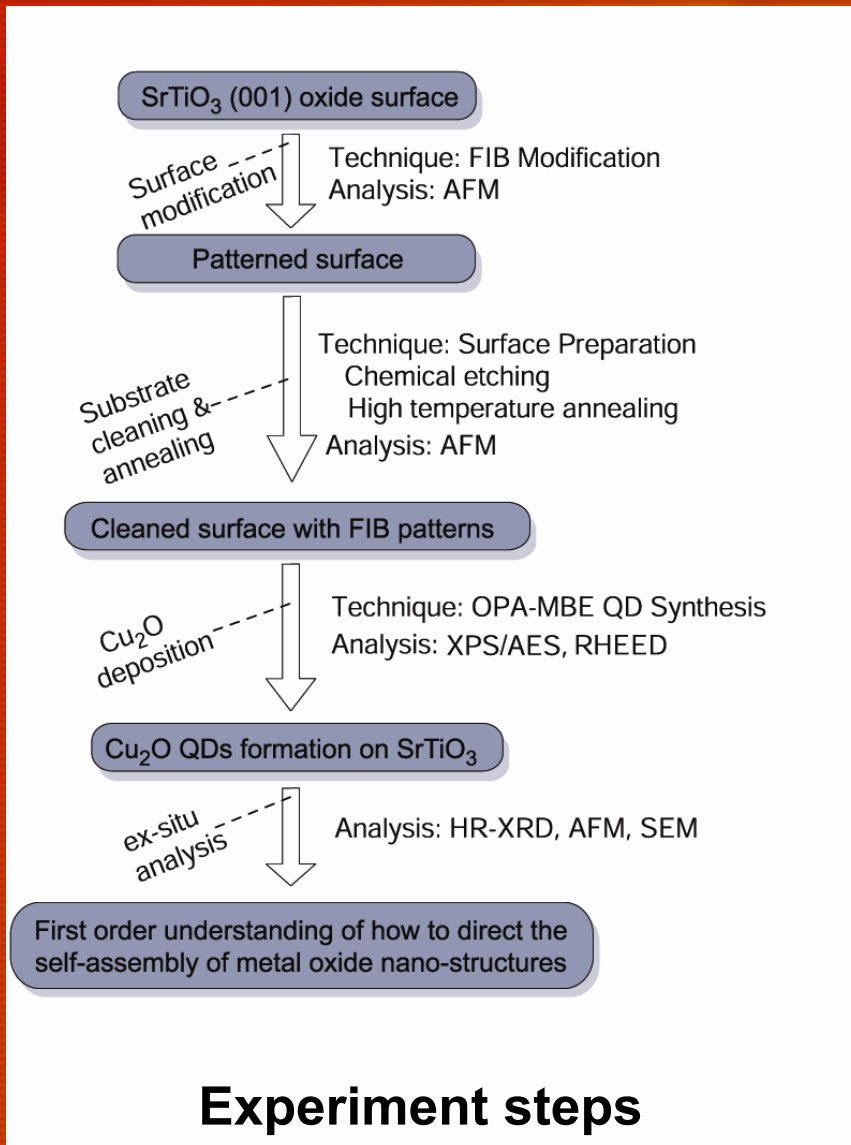 SrTiO₃ (001) oxide surface
Surface
modification
Technique: FIB Modification
Analysis: AFM
Patterned surface
Substrate
cleaning &
annealing
Technique: Surface Preparation
Chemical etching
High temperature annealing
Analysis: AFM
Cleaned surface with FIB patterns
Cu₂O
deposition
Technique: OPA-MBE QD Synthesis
Analysis: XPS/AES, RHEED
Cu₂O QDs formation on SrTiO₃
ex-situ
analysis
Analysis: HR-XRD, AFM, SEM
First order understanding of how to direct the
self-assembly of metal oxide nano-structures
Experiment steps